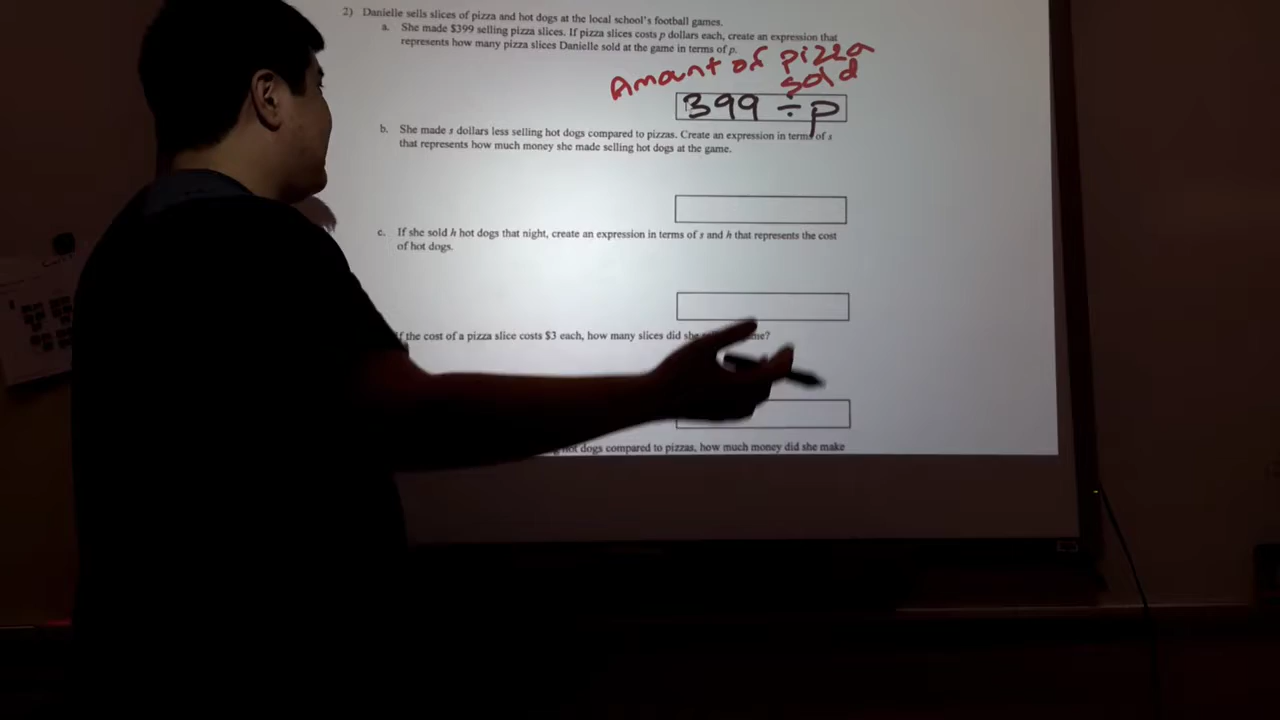 2) Danielle sells slices of pizza and hot dogs at the local school's football games.
a. She made $399 selling pizza slices. If pizza slices costs p dollars each, create an expression that
represents how many pizza slices Danielle sold at the game in terms of p.
Amount of pizza
sold
399 ÷ p
b. She made s dollars less selling hot dogs compared to pizzas. Create an expression in terms of s
that represents how much money she made selling hot dogs at the game.
c. If she sold h hot dogs that night, create an expression in terms of s and h that represents the cost
of hot dogs.
the cost of a pizza slice costs $3 each, how many slices did
dogs compared to pizzas, how much money did she make